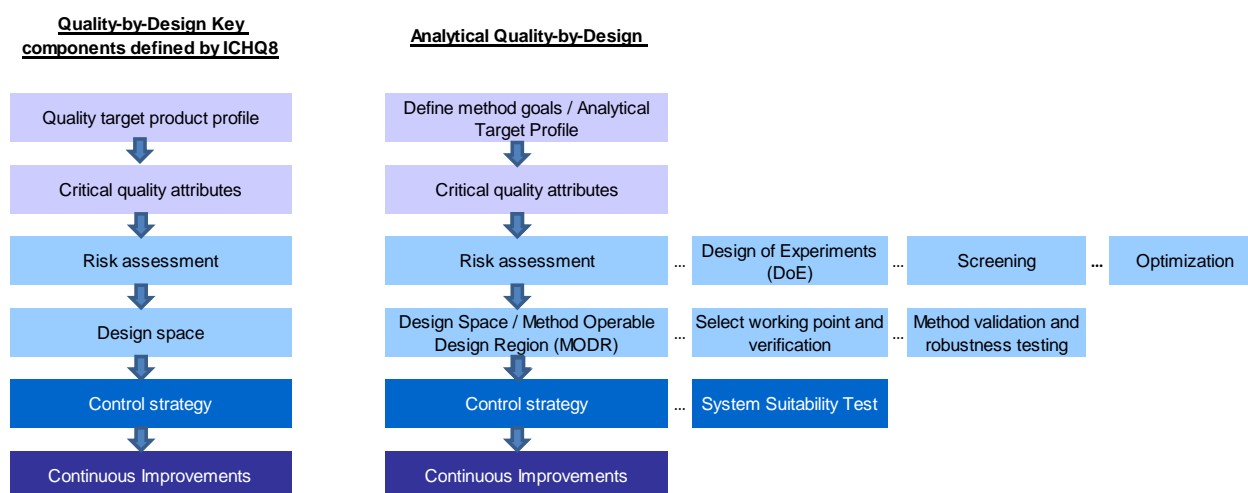 Quality-by-Design Key
components defined by ICHQ8
Analytical Quality-by-Design
Quality target product profile
Define method goals / Analytical
Target Profile
Critical quality attributes
Critical quality attributes
Risk assessment
Risk assessment
...
Design of Experiments
(DoE)
...
Screening
...
Optimization
Design space
Design Space / Method Operable
Design Region (MODR)
...
Select working point and
verification
...
Method validation and
robustness testing
Control strategy
Control strategy
...
System Suitability Test
Continuous Improvements
Continuous Improvements